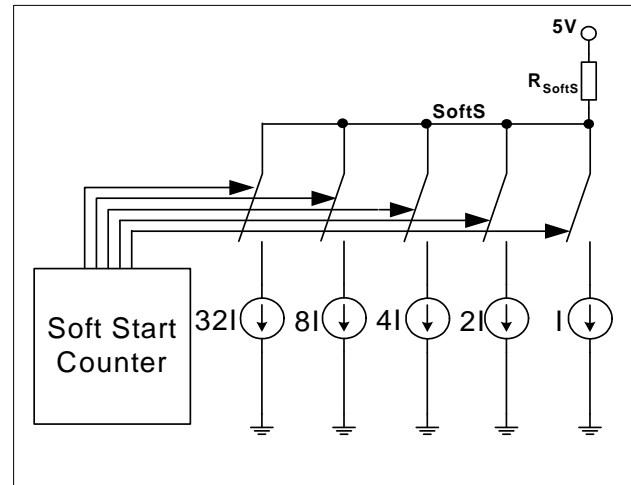 5V
RSoftS
SoftS
Soft Start
Counter
32I
8I
4I
2I
I